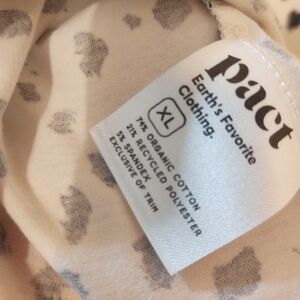 pact
Earth's Favorite
Clothing.
XL
74% ORGANIC COTTON
21% RECYCLED POLYESTER
5% SPANDEX
EXCLUSIVE OF TRIM